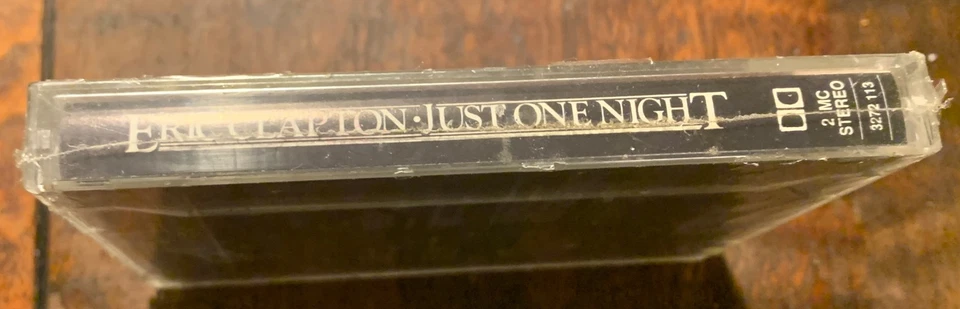 ERIC CLAPTON · JUST ONE NIGHT
2 MC
STEREO
3272 113